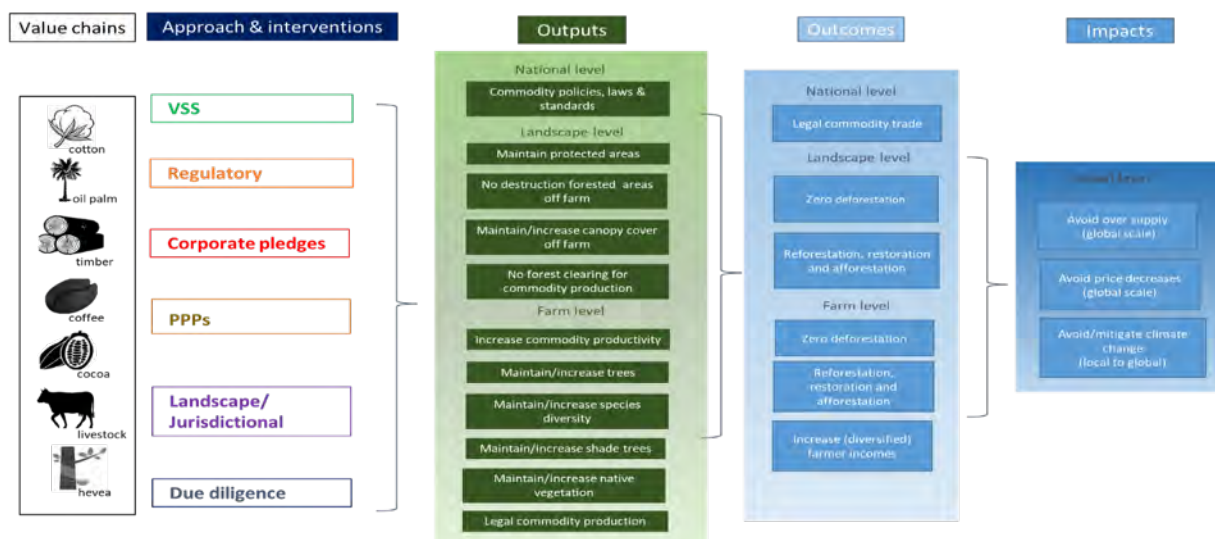 Value chains
Approach & interventions
Outputs
Outcomes
Impacts
cotton
oil palm
timber
coffee
cocoa
livestock
hevea
VSS
Regulatory
Corporate pledges
PPPs
Landscape/
Jurisdictional
Due diligence
National level
Commodity policies, laws &
standards
Landscape level
Maintain protected areas
No destruction forested areas
off farm
Maintain/increase canopy cover
off farm
No forest clearing for
commodity production
Farm level
Increase commodity productivity
Maintain/increase trees
Maintain/increase species
diversity
Maintain/increase shade trees
Maintain/increase native
vegetation
Legal commodity production
National level
Legal commodity trade
Landscape level
Zero deforestation
Reforestation, restoration
and afforestation
Farm level
Zero deforestation
Reforestation,
restoration and
afforestation
Increase (diversified)
farmer incomes
level
Avoid over supply
(global scale)
Avoid price decreases
(global scale)
Avoid/mitigate climate
change
(local to global)